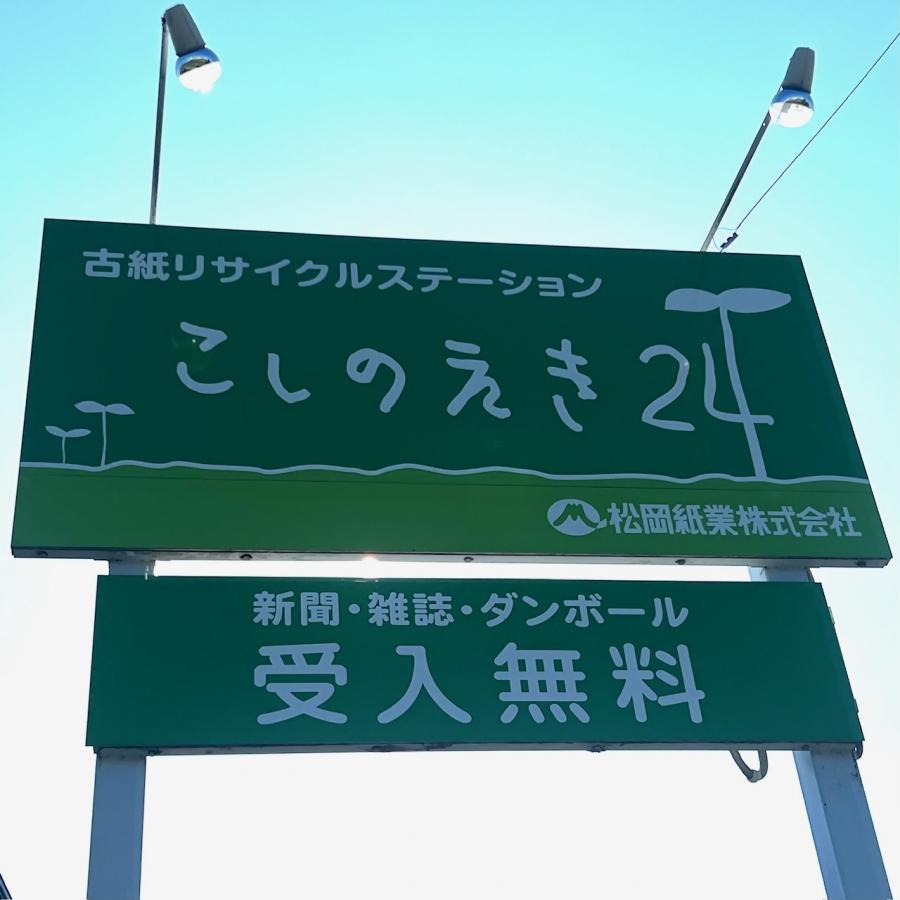 古紙リサイクルステーション
こしのえき24
松岡紙業株式会社
新聞・雑誌・ダンボール
受入無料